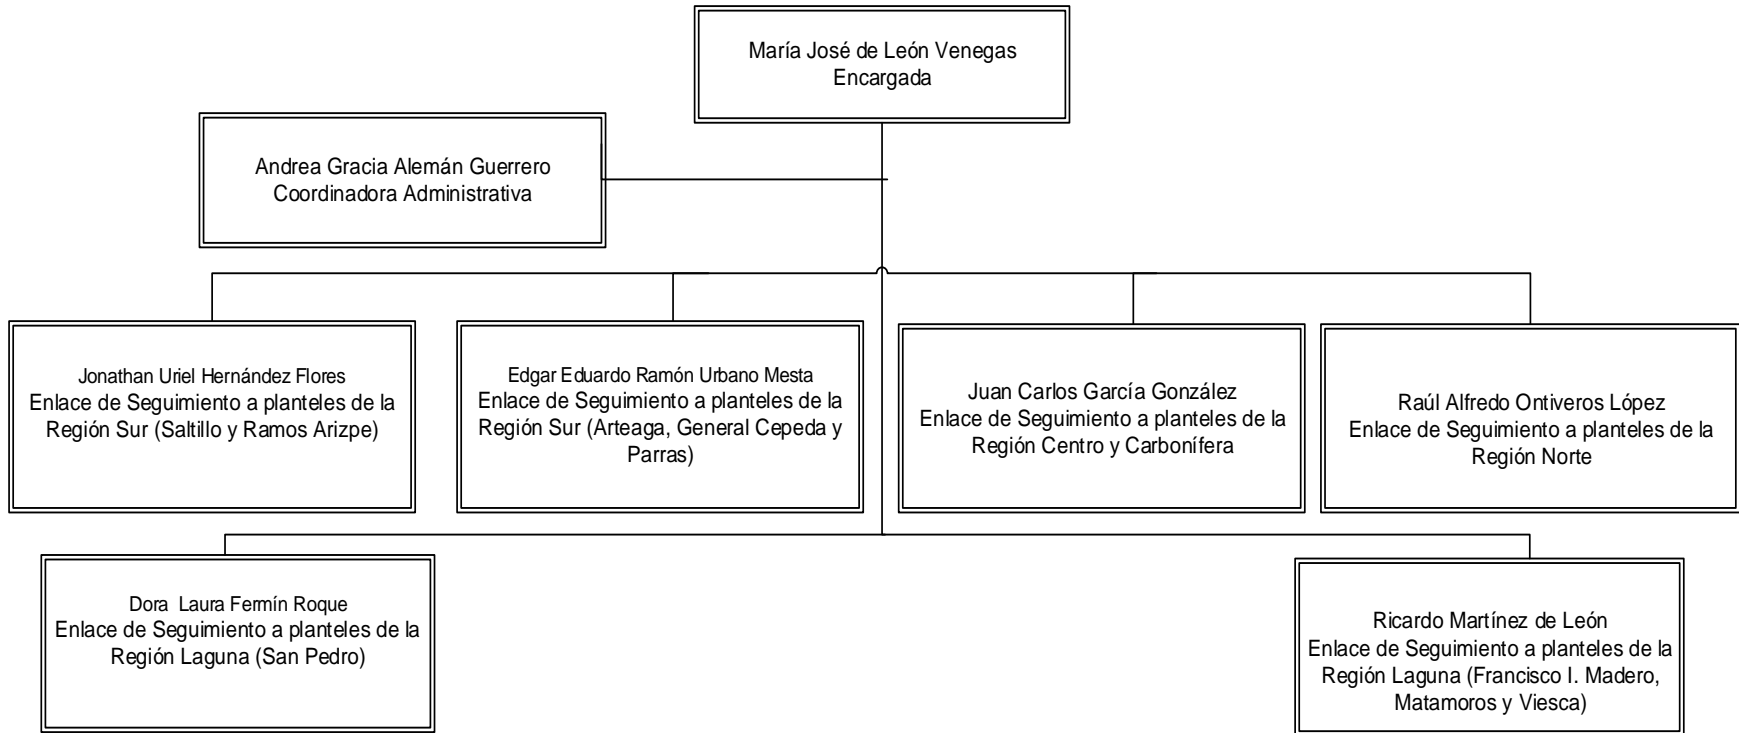 María José de León Venegas
Encargada
Andrea Gracia Alemán Guerrero
Coordinadora Administrativa
Jonathan Uriel Hernández Flores
Enlace de Seguimiento a planteles de la
Región Sur (Saltillo y Ramos Arizpe)
Edgar Eduardo Ramón Urbano Mesta
Enlace de Seguimiento a planteles de la
Región Sur (Arteaga, General Cepeda y
Parras)
Juan Carlos García González
Enlace de Seguimiento a planteles de la
Región Centro y Carbonífera
Raúl Alfredo Ontiveros López
Enlace de Seguimiento a planteles de la
Región Norte
Dora Laura Fermín Roque
Enlace de Seguimiento a planteles de la
Región Laguna (San Pedro)
Ricardo Martínez de León
Enlace de Seguimiento a planteles de la
Región Laguna (Francisco I. Madero,
Matamoros y Viesca)